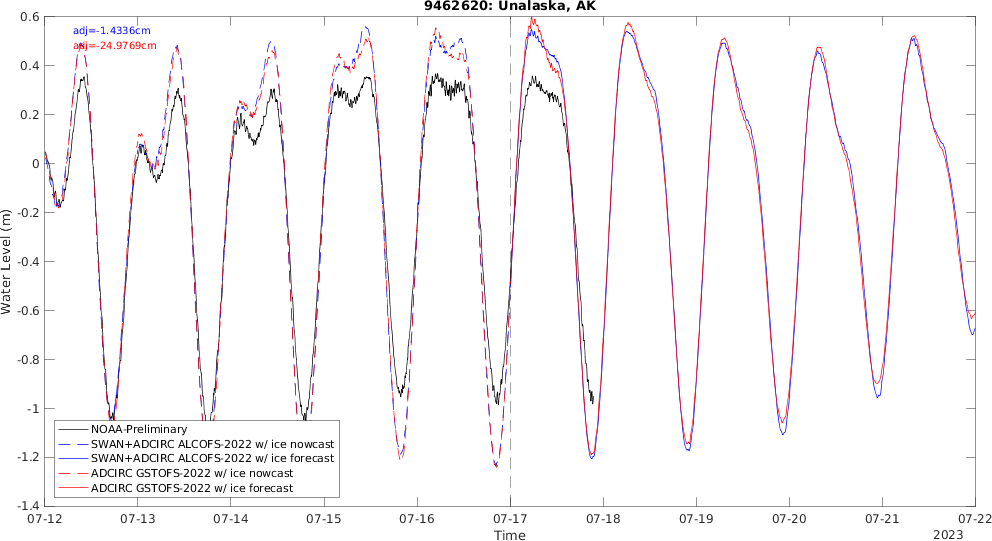 9462620: Unalaska, AK
adj=-1.4336cm
adj=-24.9769cm
0.6
0.4
0.2
0
-0.2
-0.4
-0.6
-0.8
-1
-1.2
-1.4
Water Level (m)
NOAA-Preliminary
SWAN+ADCIRC ALCOFS-2022 w/ ice nowcast
SWAN+ADCIRC ALCOFS-2022 w/ ice forecast
ADCIRC GSTOFS-2022 w/ ice nowcast
ADCIRC GSTOFS-2022 w/ ice forecast
07-12 07-13 07-14 07-15 07-16 07-17 07-18 07-19 07-20 07-21 07-22
Time
2023